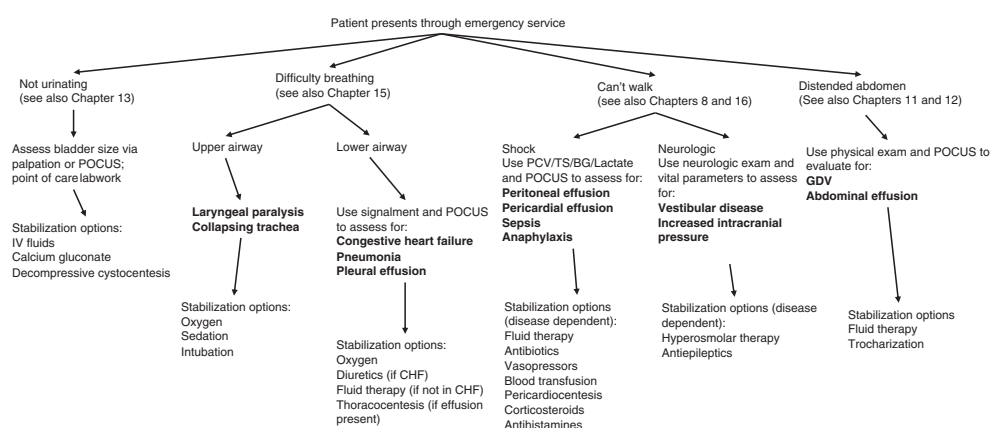 Patient presents through emergency service
Not urinating
(see also Chapter 13)
Assess bladder size via
palpation or POCUS;
point of carelabwork
Stabilization options:
IV fluids
Calcium gluconate
Decompressive cystocentesis
Difficulty breathing
(see also Chapter 15)
Upper airway
Laryngeal paralysis
Collapsing trachea
Stabilization options:
Oxygen
Sedation
Intubation
Lower airway
Use signalment and POCUS
to assess for:
Congestive heart failure
Pneumonia
Pleural effusion
Stabilization options:
Oxygen
Diuretics (if CHF)
Fluid therapy (if not in CHF)
Thoracocentesis (if effusion
present)
Can't walk
(see also Chapters 8 and 16)
Shock
Use PCV/TS/BG/Lactate
and POCUS to assess for:
Peritoneal effusion
Pericardial effusion
Sepsis
Anaphylaxis
Stabilization options
(disease dependent):
Fluid therapy
Antibiotics
Vasopressors
Blood transfusion
Pericardiocentesis
Corticosteroids
Antihistamines
Neurologic
Use neurologic exam and
vital parameters to assess
for:
Vestibular disease
Increased intracranial
pressure
Stabilization options (disease
dependent):
Hyperosmolar therapy
Antiepileptics
Distended abdomen
(See also Chapters 11 and 12)
Use physical exam and POCUS to
evaluate for:
GDV
Abdominal effusion
Stabilization options
Fluid therapy
Trocharization